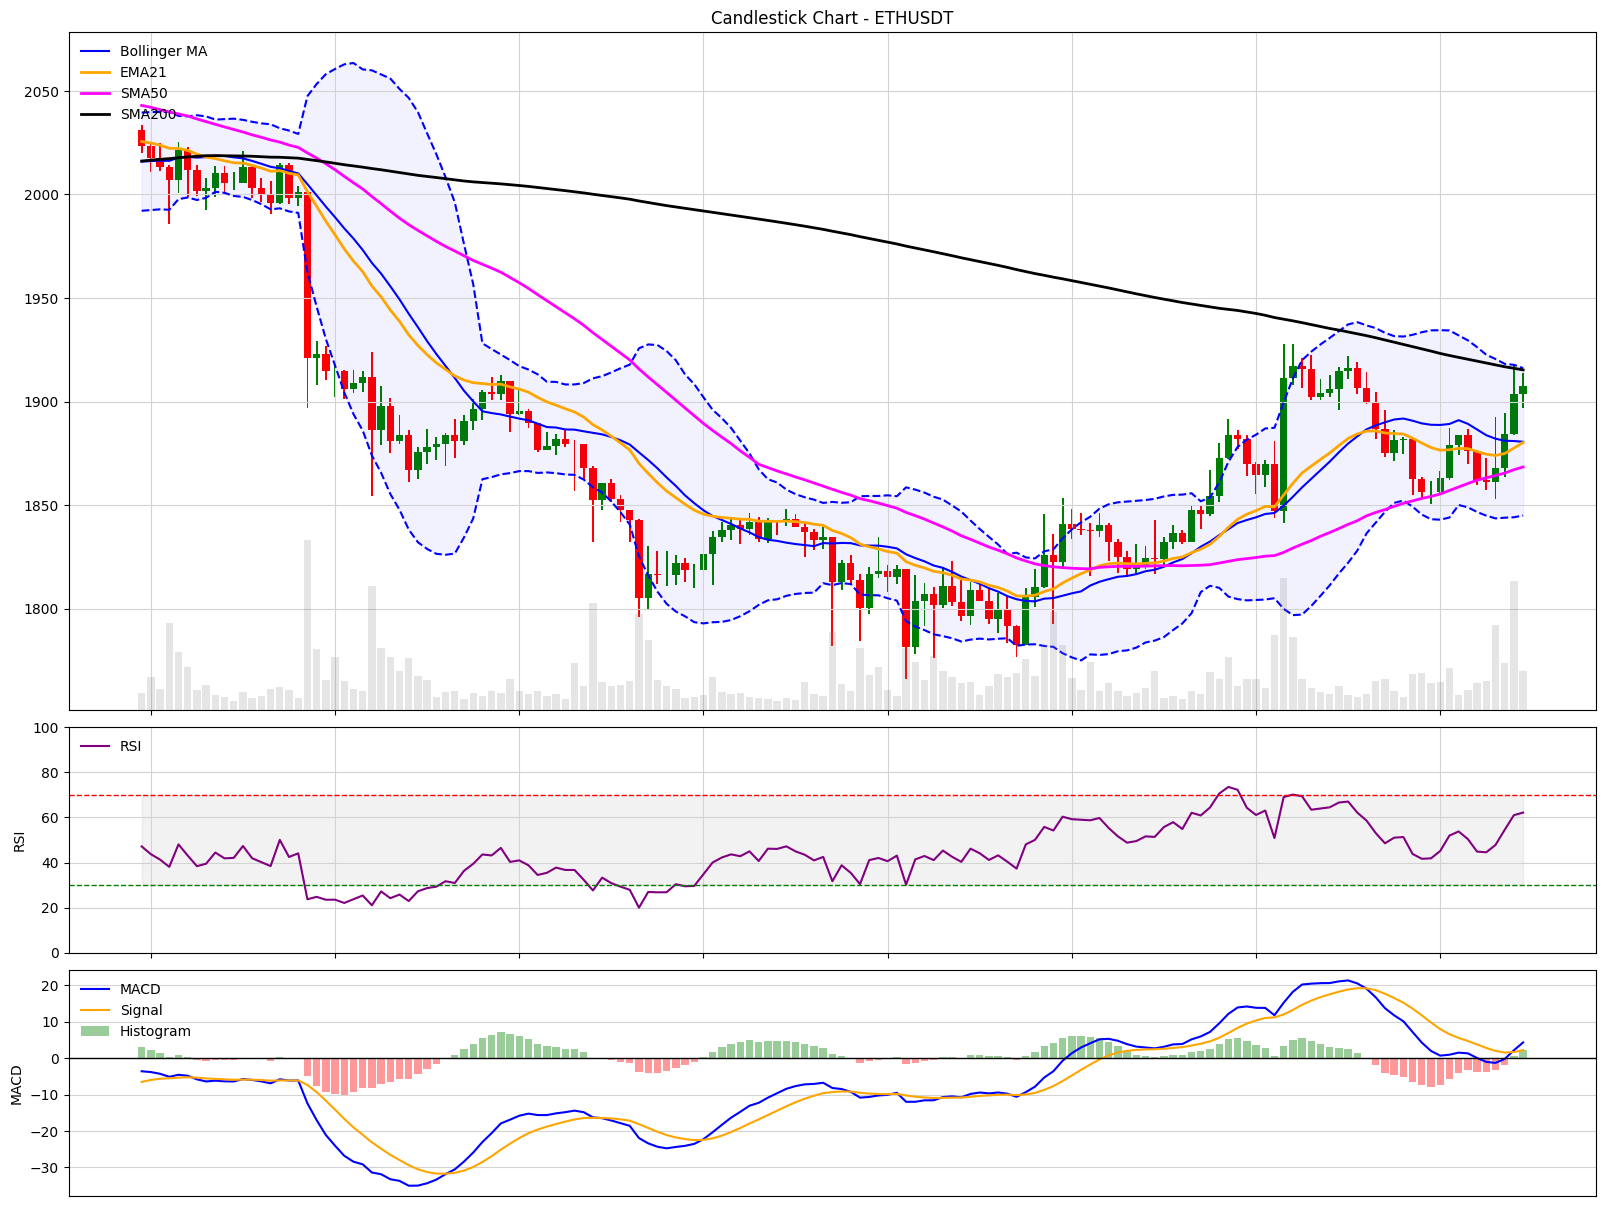 Candlestick Chart - ETHUSDT
Bollinger MA
EMA21
SMA50
SMA200
2050
2000
1950
1900
1850
1800
RSI
100
80
60
40
20
0
RSI
MACD
Signal
Histogram
20
10
0
−10
−20
−30
MACD